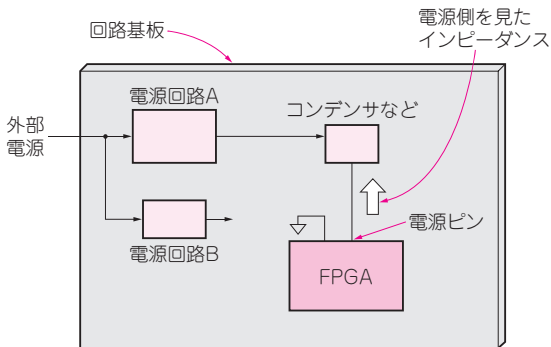 回路基板
電源側を見た
インピーダンス
電源回路A
コンデンサなど
外部
電源
電源ピン
電源回路B
FPGA